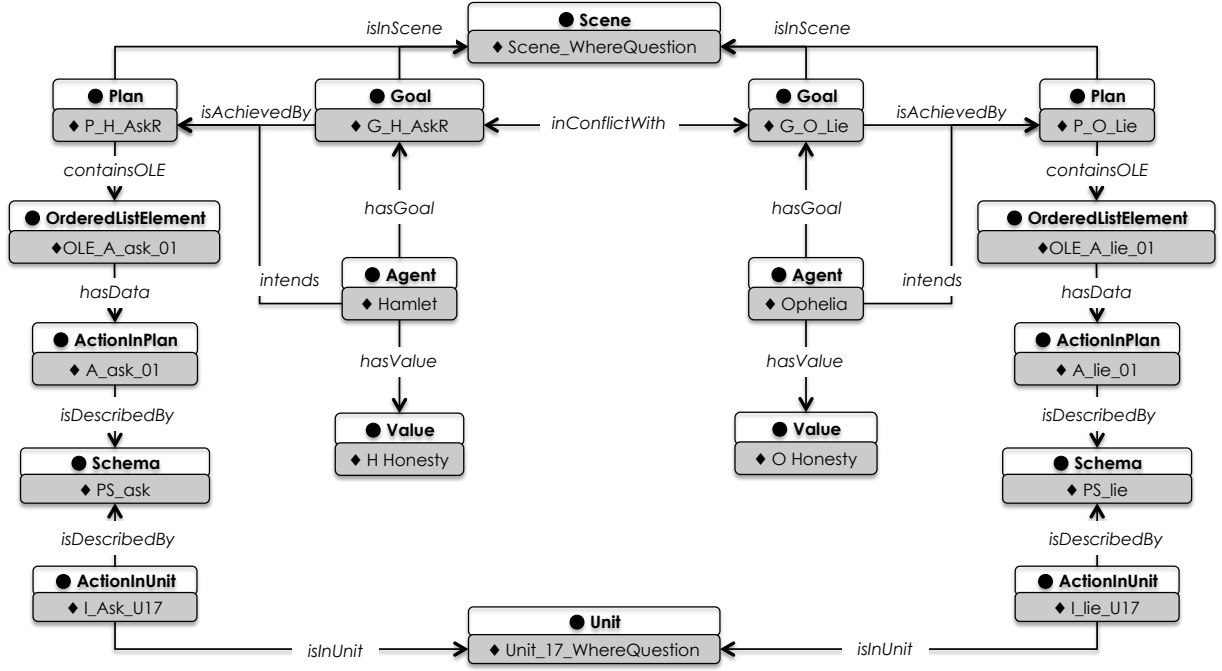 ● Scene
isInScene
isInScene
♦ Scene_WhereQuestion
● Plan
● Goal
● Goal
● Plan
isAchievedBy
isAchievedBy
♦ P_H_AskR
♦ G_H_AskR
inConflictWith
♦ G_O_Lie
♦ P_O_Lie
containsOLE
containsOLE
hasGoal
hasGoal
● OrderedListElement
● OrderedListElement
♦OLE_A_ask_01
♦OLE_A_lie_01
● Agent
● Agent
intends
intends
hasData
hasData
♦ Hamlet
♦ Ophelia
● ActionInPlan
● ActionInPlan
hasValue
hasValue
♦ A_ask_01
♦ A_lie_01
isDescribedBy
isDescribedBy
● Value
● Value
● Schema
● Schema
♦ H Honesty
♦ O Honesty
♦ PS_ask
♦ PS_lie
isDescribedBy
isDescribedBy
● ActionInUnit
● ActionInUnit
♦ I_Ask_U17
♦ I_lie_U17
● Unit
isInUnit
♦ Unit_17_WhereQuestion
isInUnit